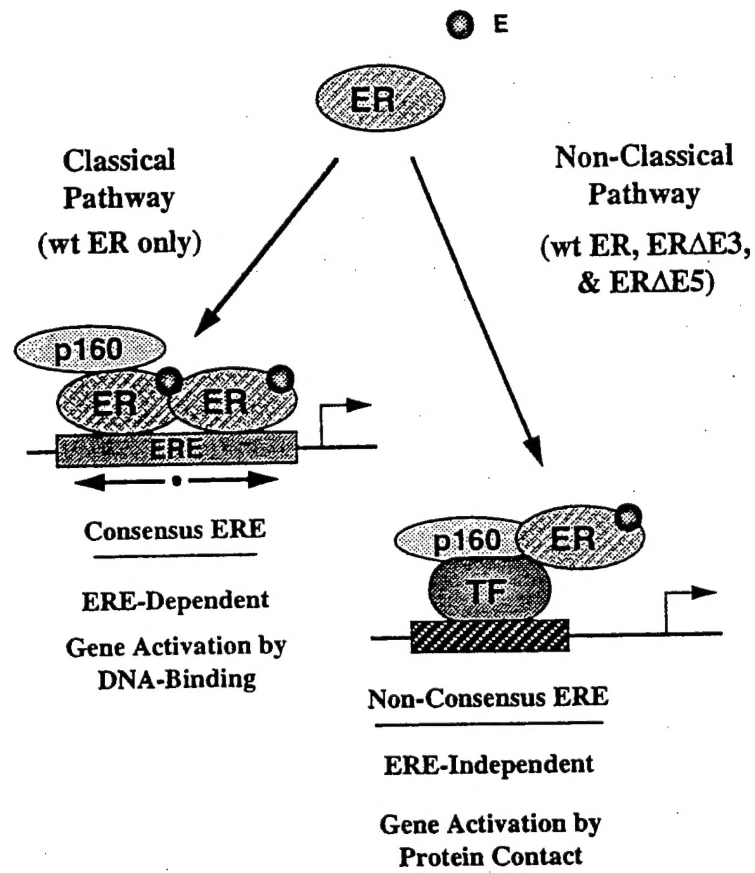 E
ER
Classical
Pathway
(wt ER only)
Non-Classical
Pathway
(wt ER, ERΔE3,
& ERΔE5)
p160
ER
ER
ERE
Consensus ERE
ERE-Dependent
Gene Activation by
DNA-Binding
p160
ER
TF
Non-Consensus ERE
ERE-Independent
Gene Activation by
Protein Contact